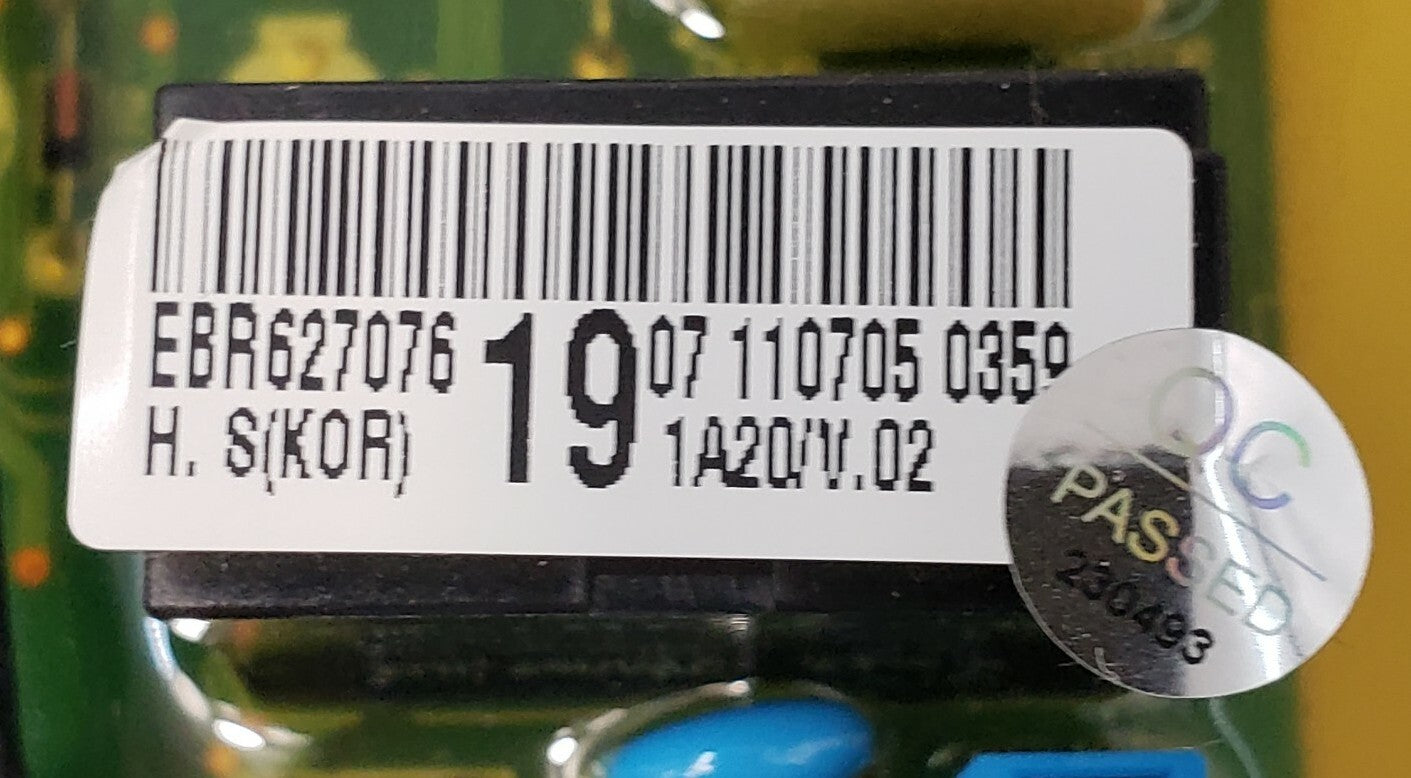 EBR627076 19 07 110705 0359
H. S(KOR) 1A20/V.02
QC
PASSED
230493